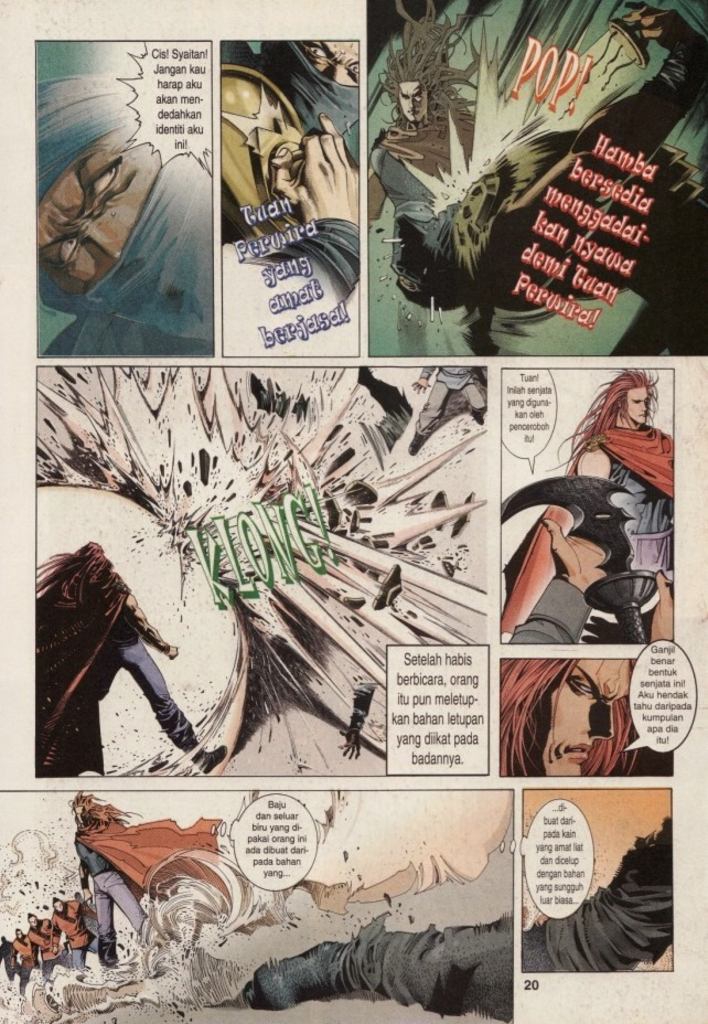 Cis! Syaitan!
Jangan kau
harap aku
akan men-
dedahkan
identiti aku
ini!
Tuan
Perwira
yang
amat
berjasa!
POP!
Hamba
bersedia
menggadai-
kan nyawa
demi Tuan
Perwira!
KLONG!
Setelah habis
berbicara, orang
itu pun meletup-
kan bahan letupan
yang diikat pada
badannya.
Tuan!
Inilah senjata
yang diguna-
kan oleh
penceroboh
itu!
Ganjil
benar
bentuk
senjata ini!
Aku hendak
tahu daripada
kumpulan
apa dia
itu!
Baju
dan seluar
biru yang di-
pakai orang ini
ada dibuat dari-
pada bahan
yang...
...di-
buat dari-
pada kain
yang amat liat
dan dicelup
dengan bahan
yang sungguh
luar biasa...
20